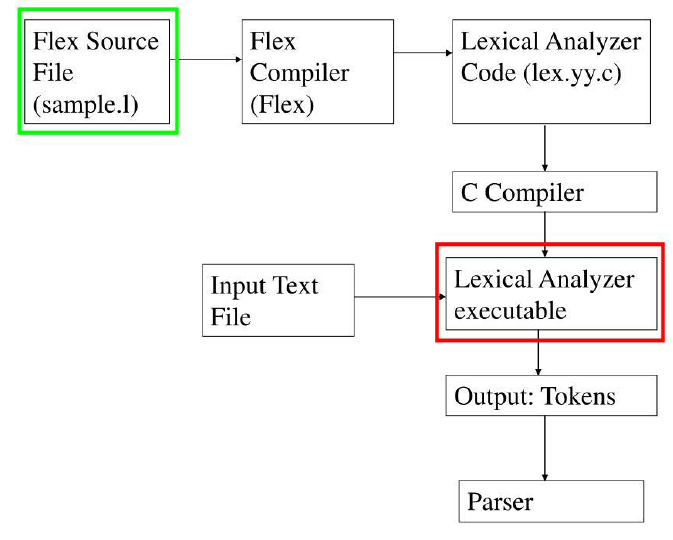 Flex Source
File
(sample.l)
Flex
Compiler
(Flex)
Lexical Analyzer
Code (lex.yy.c)
C Compiler
Input Text
File
Lexical Analyzer
executable
Output: Tokens
Parser